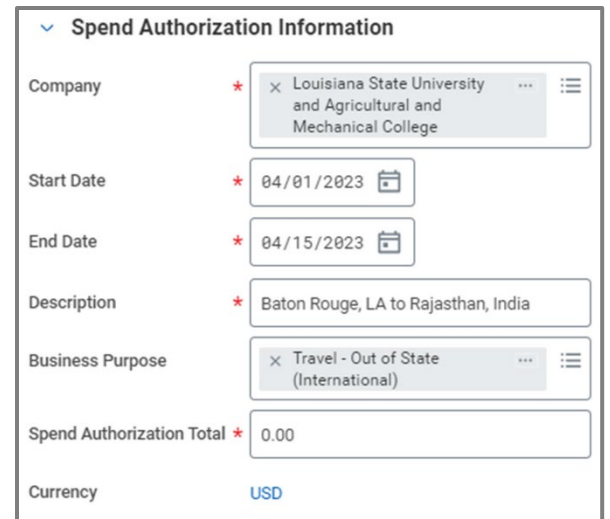 Spend Authorization Information
Company * × Louisiana State University
and Agricultural and
Mechanical College
Start Date * 04/01/2023
End Date * 04/15/2023
Description * Baton Rouge, LA to Rajasthan, India
Business Purpose × Travel - Out of State
(International)
Spend Authorization Total * 0.00
Currency USD